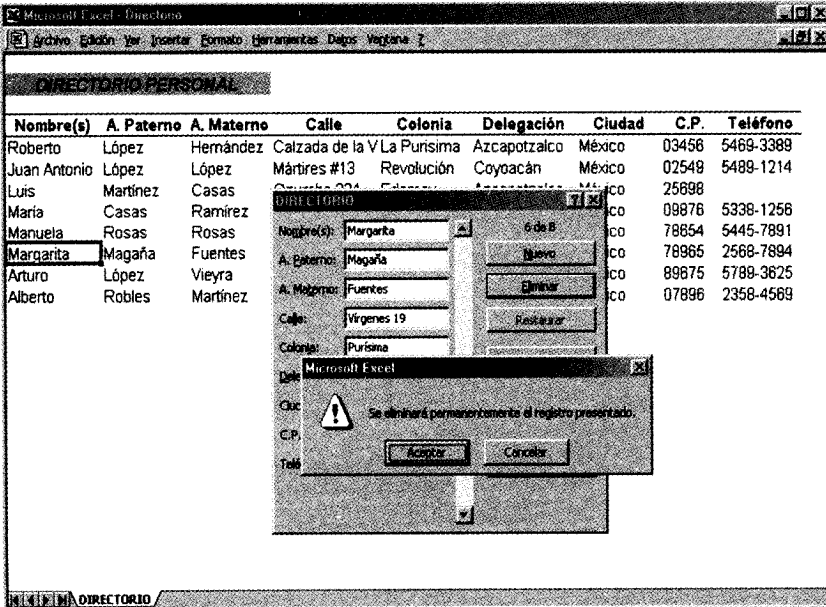 Microsoft Excel - Directorio
Archivo Edición Ver Insertar Formato Herramientas Datos Ventana ?
DIRECTORIO PERSONAL
Nombre(s) A. Paterno A. Materno Calle Colonia Delegación Ciudad C.P. Teléfono
Roberto López Hernández Calzada de la V La Purisima Azcapotzalco México 03456 5469-3389
Juan Antonio López López Mártires #13 Revolución Coyoacán México 02549 5489-1214
Luis Martínez Casas 25698
María Casas Ramírez ico 09876 5338-1256
Manuela Rosas Rosas ico 78654 5445-7891
Margarita Magaña Fuentes ico 78965 2568-7894
Arturo López Vieyra ico 89675 5789-3625
Alberto Robles Martínez ico 07896 2358-4569
DIRECTORIO
Nombre(s): Margarita 6 de 8
A. Paterno: Magaña Nuevo
A. Materno: Fuentes Eliminar
Calle: Vírgenes 19 Restaurar
Colonia: Purísima
Microsoft Excel
Se eliminará permanentemente el registro presentado.
Aceptar Cancelar
C.P.
DIRECTORIO